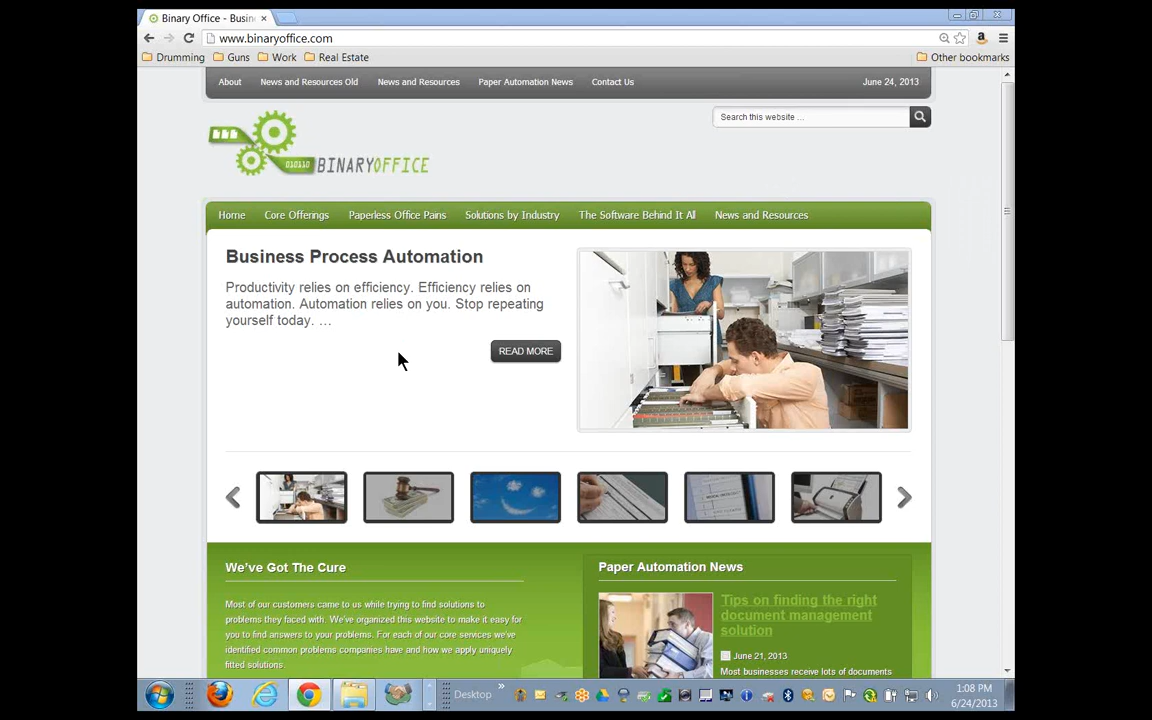 Binary Office - Busin
www.binaryoffice.com
Drumming Guns Work Real Estate Other bookmarks
About News and Resources Old News and Resources Paper Automation News Contact Us June 24, 2013
Search this website ...
010110 BINARYOFFICE
Home Core Offerings Paperless Office Pains Solutions by Industry The Software Behind It All News and Resources
Business Process Automation
Productivity relies on efficiency. Efficiency relies on
automation. Automation relies on you. Stop repeating
yourself today. …
READ MORE
We've Got The Cure
Most of our customers came to us while trying to find solutions to
problems they faced with. We've organized this website to make it easy for
you to find answers to your problems. For each of our core services we've
identified common problems companies have and how we apply uniquely
fitted solutions.
Paper Automation News
Tips on finding the right
document management
solution
June 21, 2013
Most businesses receive lots of documents
Desktop
1:08 PM
6/24/2013